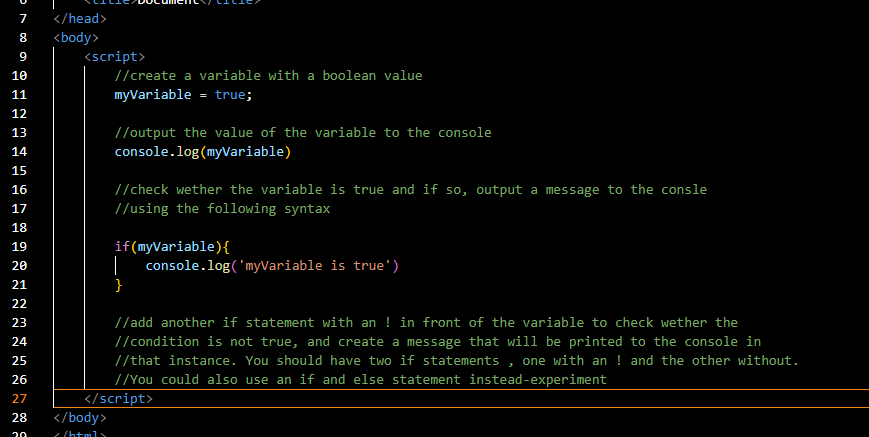 6 <title>Document</title>
7 </head>
8 <body>
9 <script>
10 //create a variable with a boolean value
11 myVariable = true;
12
13 //output the value of the variable to the console
14 console.log(myVariable)
15
16 //check wether the variable is true and if so, output a message to the consle
17 //using the following syntax
18
19 if(myVariable){
20 console.log('myVariable is true')
21 }
22
23 //add another if statement with an ! in front of the variable to check wether the
24 //condition is not true, and create a message that will be printed to the console in
25 //that instance. You should have two if statements , one with an ! and the other without.
26 //You could also use an if and else statement instead-experiment
27 </script>
28 </body>
29 </html>